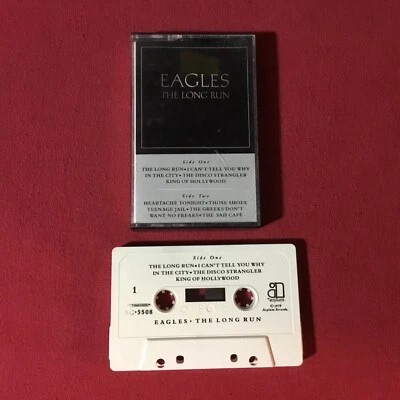 EAGLES
THE LONG RUN
Side One
THE LONG RUN • I CAN'T TELL YOU WHY
IN THE CITY • THE DISCO STRANGLER
KING OF HOLLYWOOD
Side Two
HEARTACHE TONIGHT • THOSE SHOES
TEENAGE JAIL • THE GREEKS DON'T
WANT NO FREAKS • THE SAD CAFÉ
Side One
THE LONG RUN • I CAN'T TELL YOU WHY
IN THE CITY • THE DISCO STRANGLER
KING OF HOLLYWOOD
1
5C-5508
Asylum Records
EAGLES • THE LONG RUN